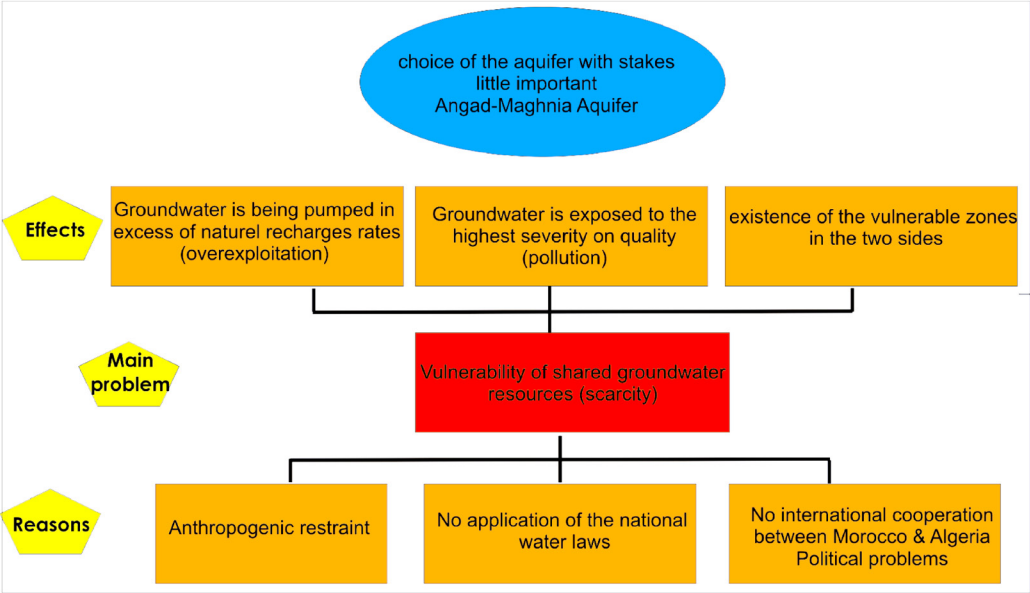 choice of the aquifer with stakes
little important
Angad-Maghnia Aquifer
Effects
Groundwater is being pumped in
excess of naturel recharges rates
(overexploitation)
Groundwater is exposed to the
highest severity on quality
(pollution)
existence of the vulnerable zones
in the two sides
Main
problem
Vulnerability of shared groundwater
resources (scarcity)
Reasons
Anthropogenic restraint
No application of the national
water laws
No international cooperation
between Morocco & Algeria
Political problems